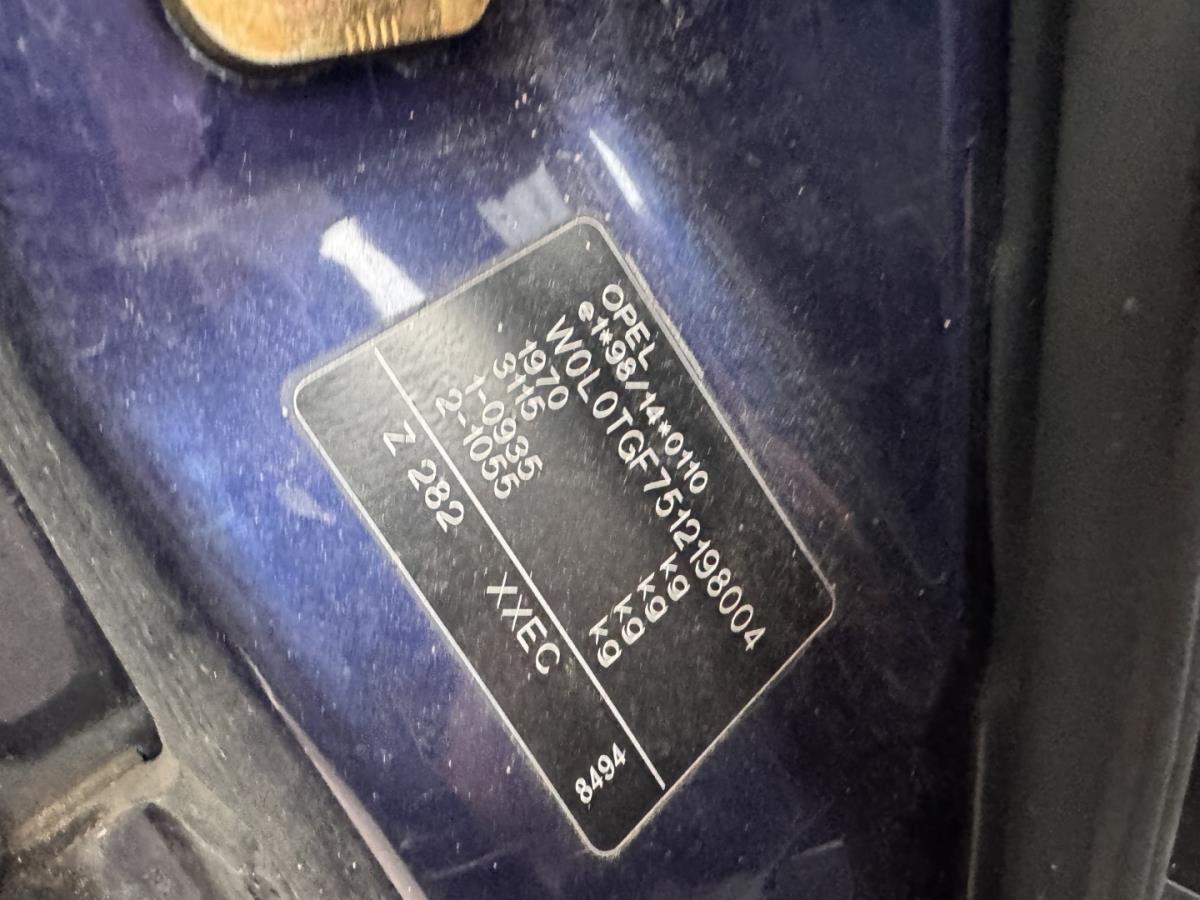 OPEL
e1*98/14*0110
W0L0TGF7512198004
1970 kg
3115 kg
1-0935 kg
2-1055 kg
Z 282 XXEC 8494